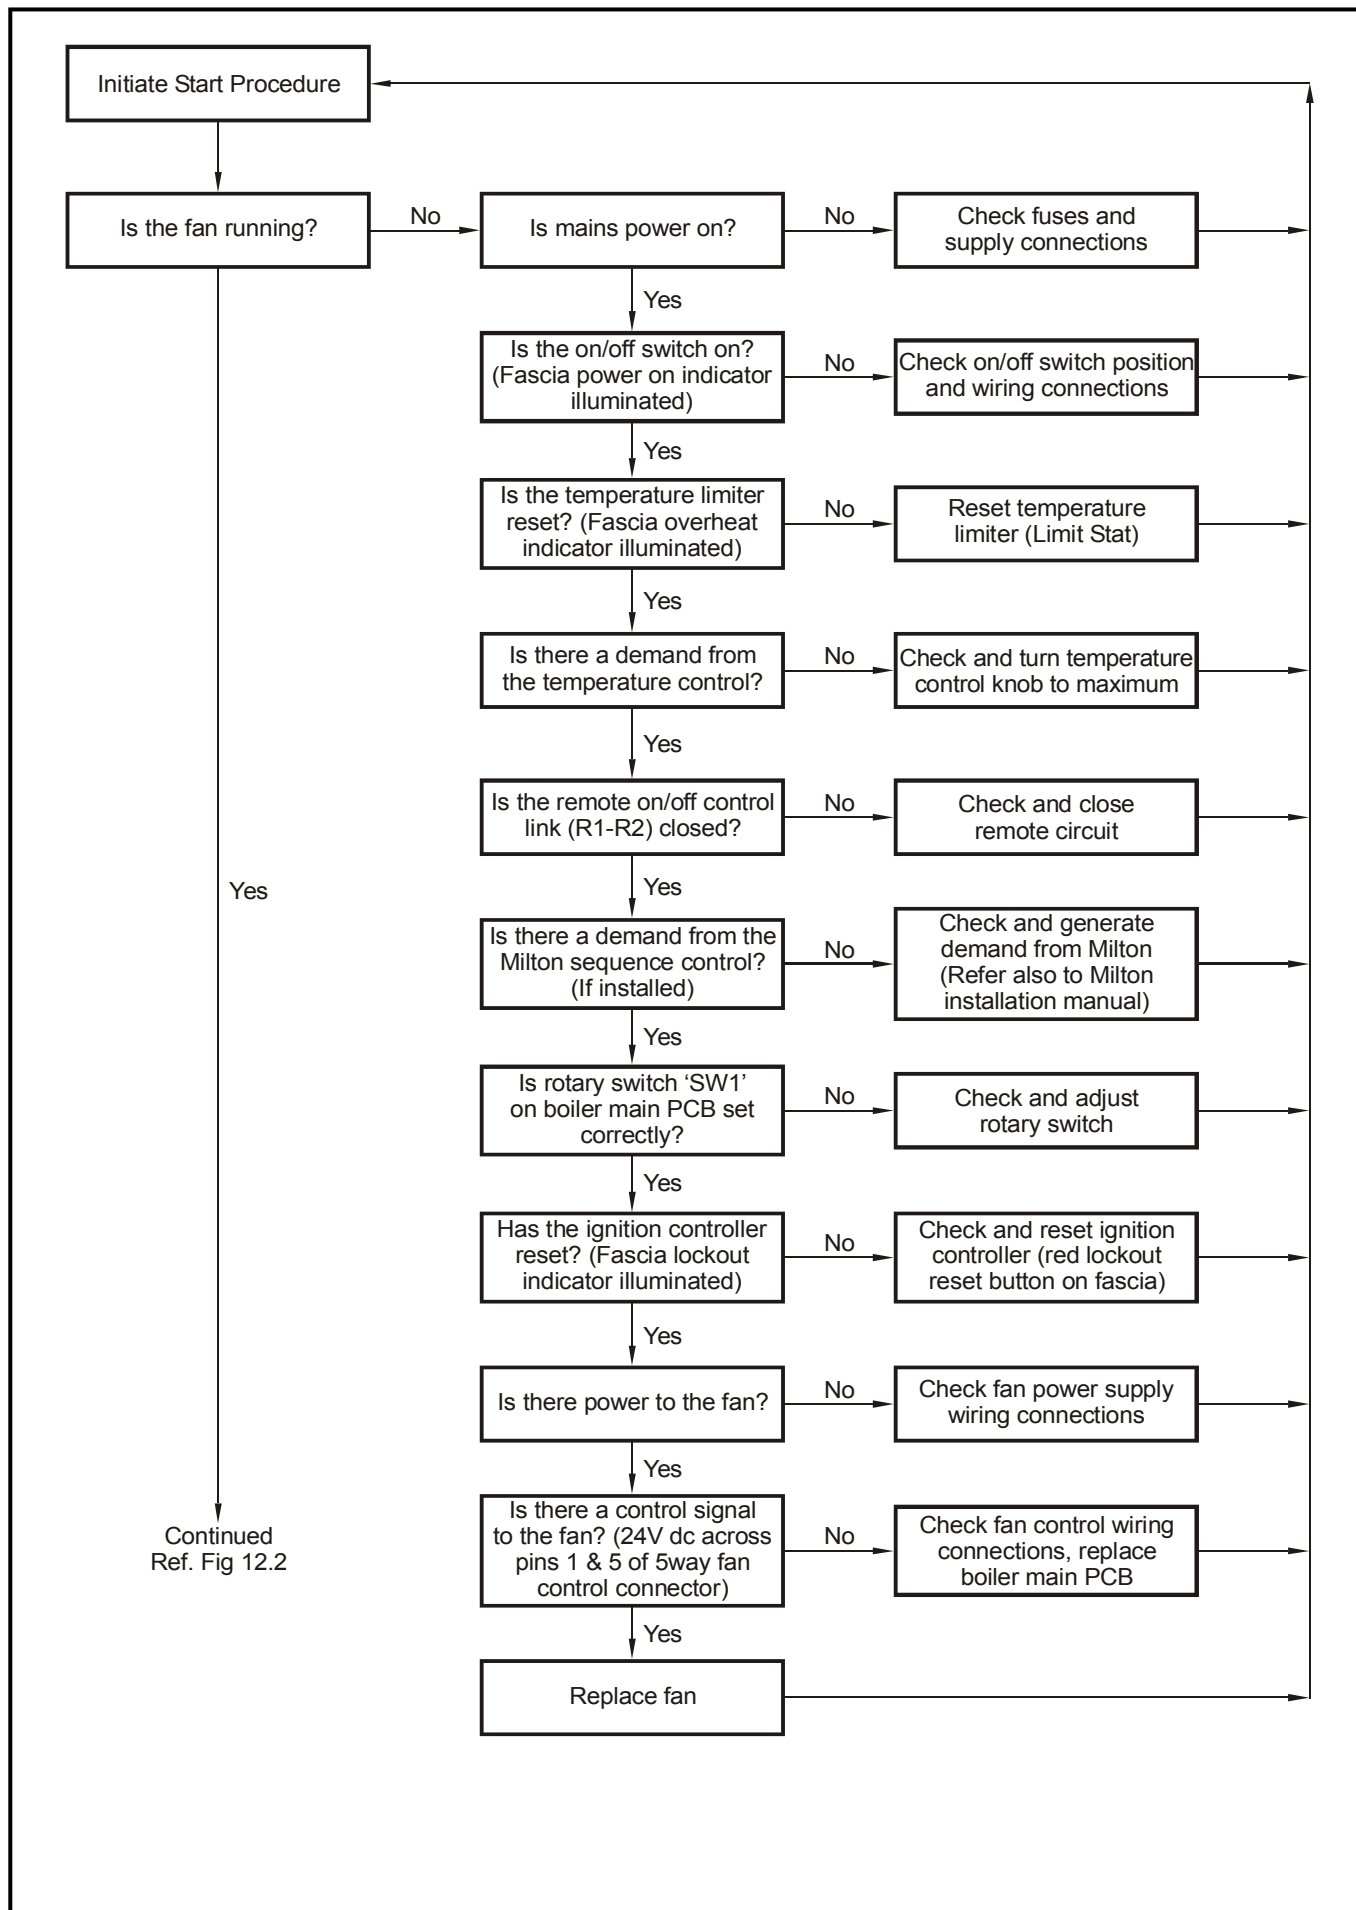 Initiate Start Procedure
Is the fan running?
No
Is mains power on?
No
Check fuses and
supply connections
Yes
Is the on/off switch on?
(Fascia power on indicator
illuminated)
No
Check on/off switch position
and wiring connections
Yes
Is the temperature limiter
reset? (Fascia overheat
indicator illuminated)
No
Reset temperature
limiter (Limit Stat)
Yes
Is there a demand from
the temperature control?
No
Check and turn temperature
control knob to maximum
Yes
Is the remote on/off control
link (R1-R2) closed?
No
Check and close
remote circuit
Yes
Yes
Is there a demand from the
Milton sequence control?
(If installed)
No
Check and generate
demand from Milton
(Refer also to Milton
installation manual)
Yes
Is rotary switch ‘SW1’
on boiler main PCB set
correctly?
No
Check and adjust
rotary switch
Yes
Has the ignition controller
reset? (Fascia lockout
indicator illuminated)
No
Check and reset ignition
controller (red lockout
reset button on fascia)
Yes
Is there power to the fan?
No
Check fan power supply
wiring connections
Yes
Is there a control signal
to the fan? (24V dc across
pins 1 & 5 of 5way fan
control connector)
No
Check fan control wiring
connections, replace
boiler main PCB
Continued
Ref. Fig 12.2
Yes
Replace fan